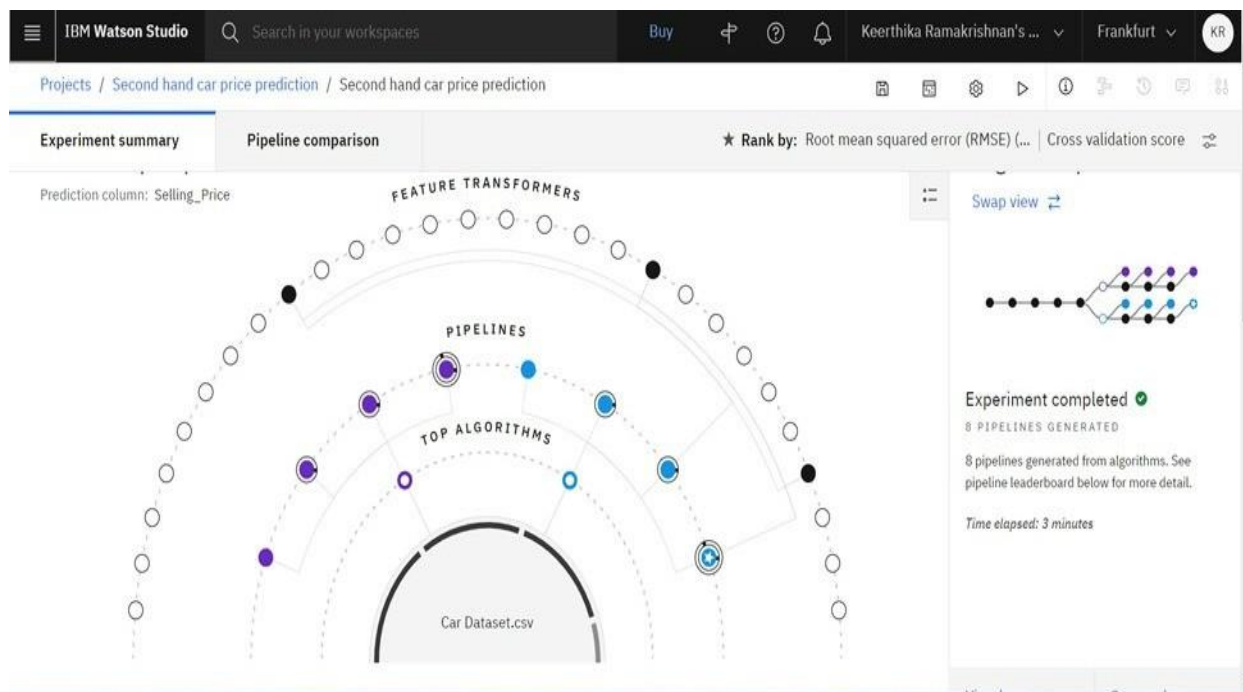 IBM Watson Studio
Search in your workspaces
Buy
Keerthika Ramakrishnan's ...
Frankfurt
KR
Projects / Second hand car price prediction / Second hand car price prediction
Experiment summary
Pipeline comparison
Rank by: Root mean squared error (RMSE) (... | Cross validation score
Prediction column: Selling_Price
FEATURE TRANSFORMERS
PIPELINES
TOP ALGORITHMS
Car Dataset.csv
Swap view
Experiment completed
8 PIPELINES GENERATED
8 pipelines generated from algorithms. See
pipeline leaderboard below for more detail.
Time elapsed: 3 minutes